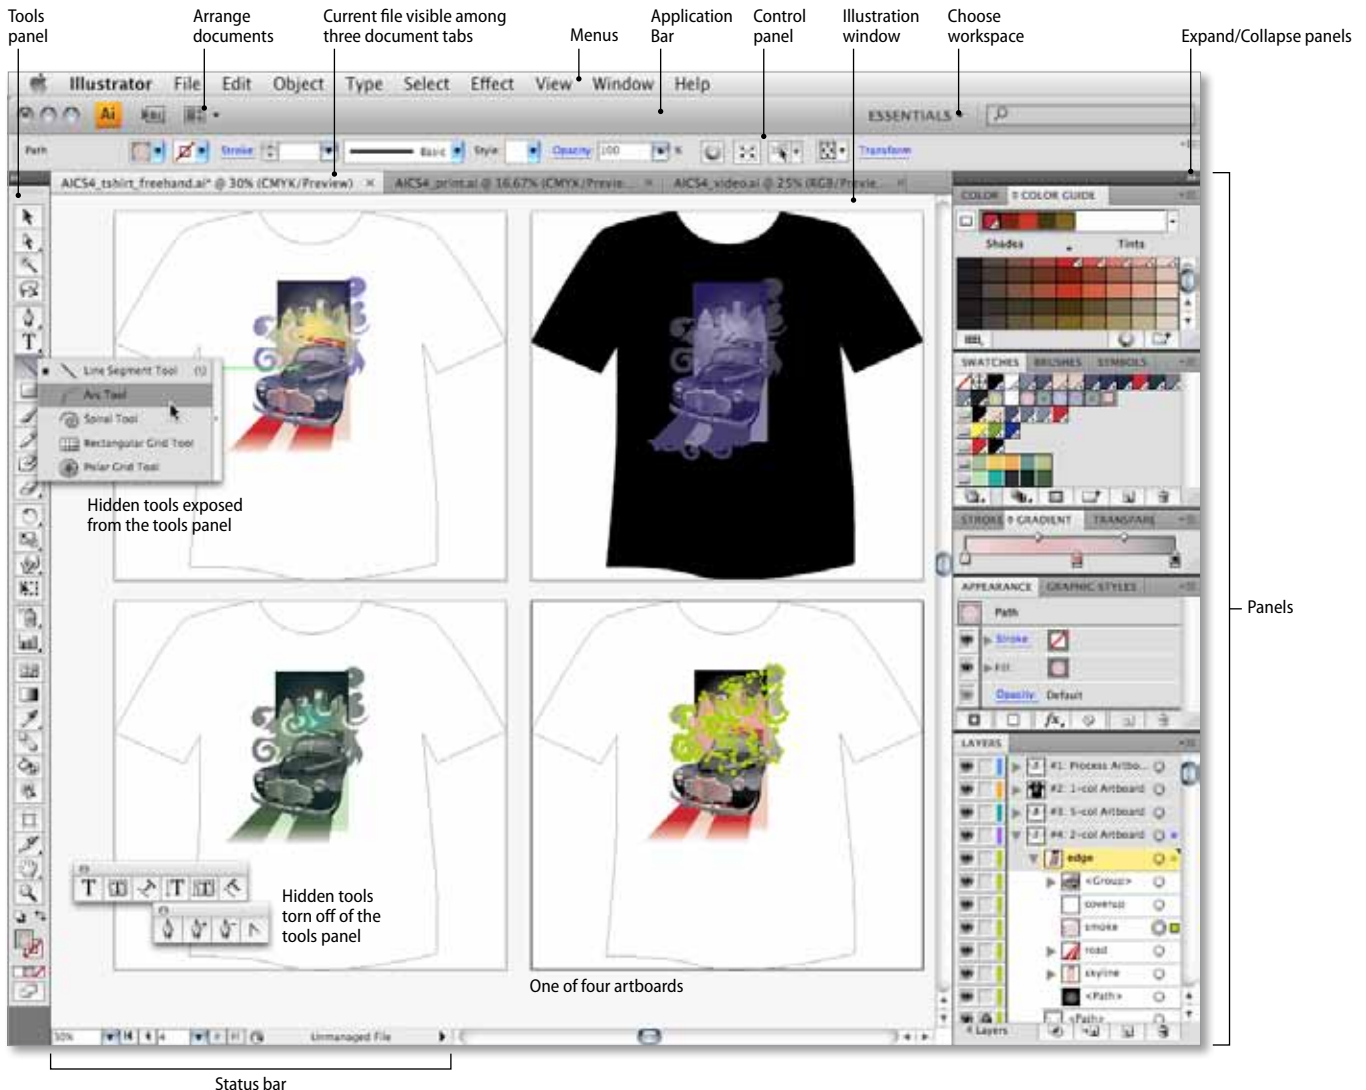 Tools
panel
Arrange
documents
Current file visible among
three document tabs
Menus
Application
Bar
Control
panel
Illustration
window
Choose
workspace
Expand/Collapse panels
Illustrator File Edit Object Type Select Effect View Window Help
Ai
ESSENTIALS
Path
Stroke:
Basic
Style:
Opacity: 100 %
Transform
AICS4_tshirt_freehand.ai* @ 30% (CMYK/Preview) ×
AICS4_print.ai @ 16.67% (CMYK/Previe... ×
AICS4_video.ai @ 25% (RGB/Previe... ×
COLOR COLOR GUIDE
Shades Tints
T
Line Segment Tool (\)
Arc Tool
Spiral Tool
Rectangular Grid Tool
Polar Grid Tool
Hidden tools exposed
from the tools panel
SWATCHES BRUSHES SYMBOLS
STROKE GRADIENT TRANSPARE
APPEARANCE GRAPHIC STYLES
Path
Stroke:
Fill:
Opacity: Default
fx
Panels
LAYERS
#1: Process Artbo...
#2: 1-col Artboard
#3: 5-col Artboard
#4: 2-col Artboard
edge
<Group>
coverup
smoke
road
skyline
<Path>
<Path>
4 Layers
Hidden tools
torn off of the
tools panel
One of four artboards
30% 4 Unmanaged File
Status bar